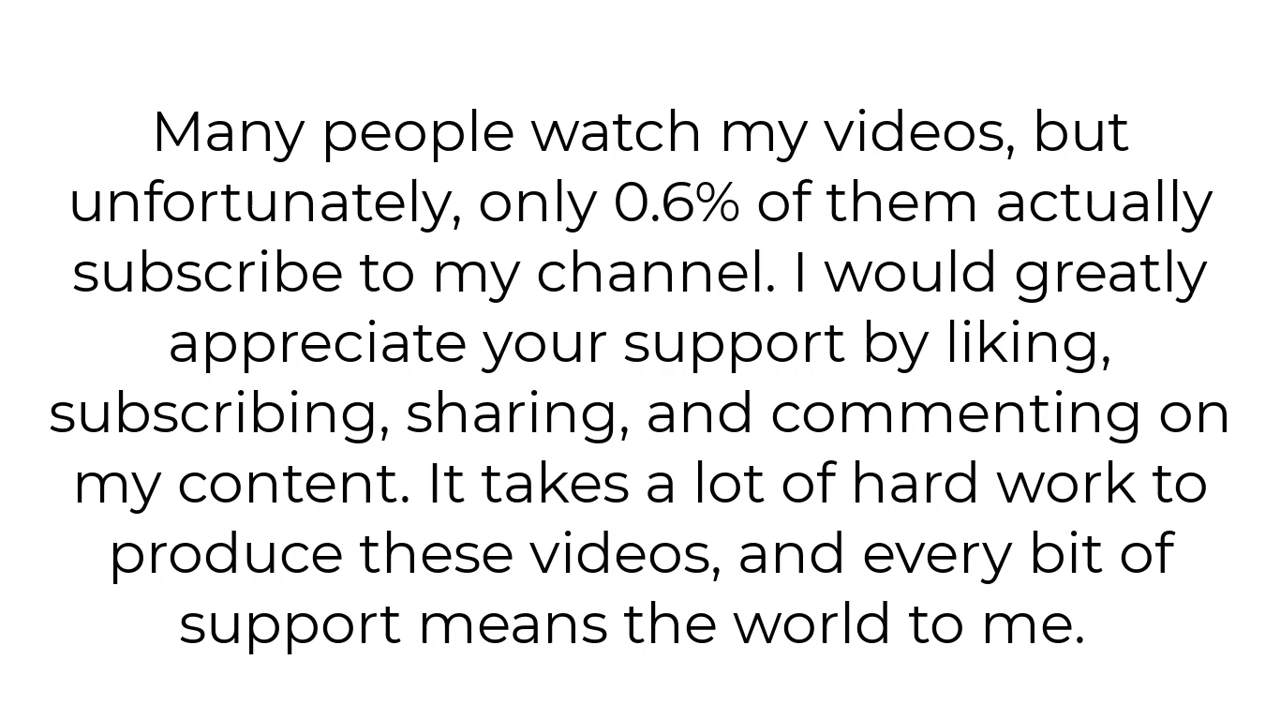 Many people watch my videos, but
unfortunately, only 0.6% of them actually
subscribe to my channel. I would greatly
appreciate your support by liking,
subscribing, sharing, and commenting on
my content. It takes a lot of hard work to
produce these videos, and every bit of
support means the world to me.